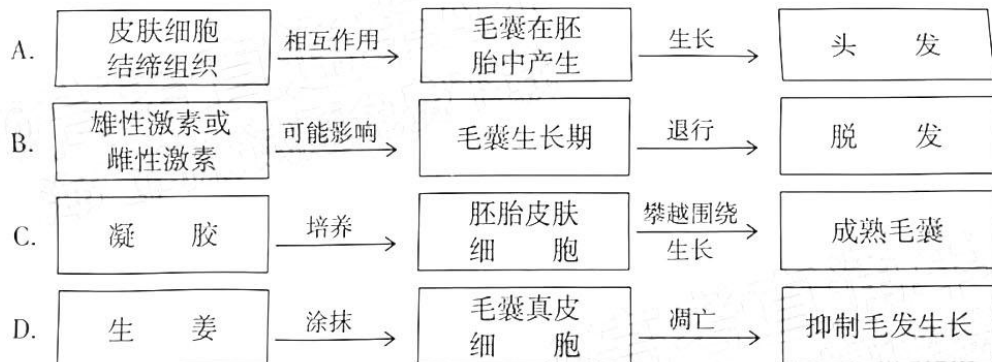 A. 皮肤细胞 结缔组织 相互作用 毛囊在胚胎中产生 生长 头 发
B. 雄性激素或雌性激素 可能影响 毛囊生长期 退行 脱 发
C. 凝 胶 培养 胚胎皮肤细 胞 攀越围绕 生长 成熟毛囊
D. 生 姜 涂抹 毛囊真皮细 胞 凋亡 抑制毛发生长